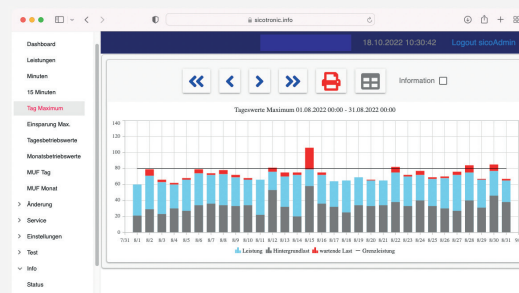 sicotronic.info
18.10.2022 10:30:42 Logout sicoAdmin
Dashboard
Leistungen
Minuten
15 Minuten
Tag Maximum
Einsparung Max.
Tagesbetriebswerte
Monatsbetriebswerte
MUF Tag
MUF Monat
Änderung
Service
Einstellungen
Test
Info
Status
Information
Tageswerte Maximum 01.08.2022 00:00 - 31.08.2022 00:00
140
120
100
80
60
40
20
0
7/31 8/1 8/2 8/3 8/4 8/5 8/6 8/7 8/8 8/9 8/10 8/11 8/12 8/13 8/14 8/15 8/16 8/17 8/18 8/19 8/20 8/21 8/22 8/23 8/24 8/25 8/26 8/27 8/28 8/29 8/30 8/31
Leistung Hintergrundlast wartende Last Grenzleistung